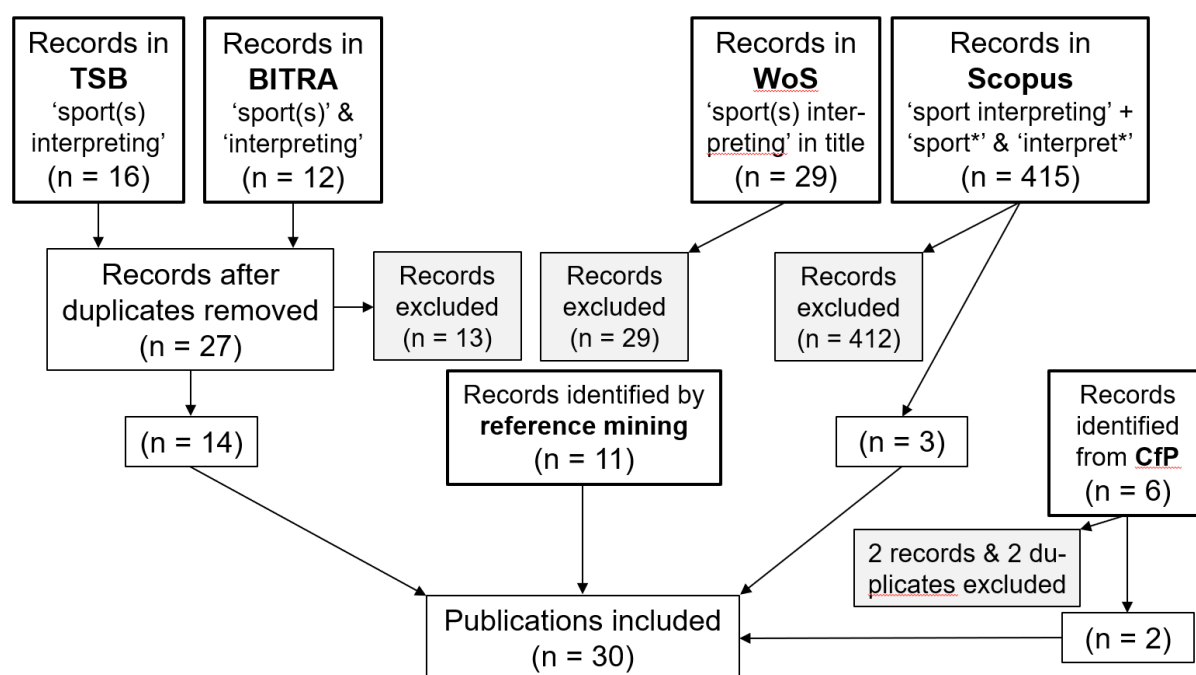 Records in
TSB
‘sport(s)
interpreting’
(n = 16)
Records in
BITRA
‘sport(s)’ &
‘interpreting’
(n = 12)
Records in
WoS
‘sport(s) inter-
preting’ in title
(n = 29)
Records in
Scopus
‘sport interpreting’ +
‘sport*’ & ‘interpret*’
(n = 415)
Records after
duplicates removed
(n = 27)
Records
excluded
(n = 13)
Records
excluded
(n = 29)
Records
excluded
(n = 412)
(n = 14)
Records identified by
reference mining
(n = 11)
(n = 3)
Records
identified
from CfP
(n = 6)
2 records & 2 du-
plicates excluded
Publications included
(n = 30)
(n = 2)